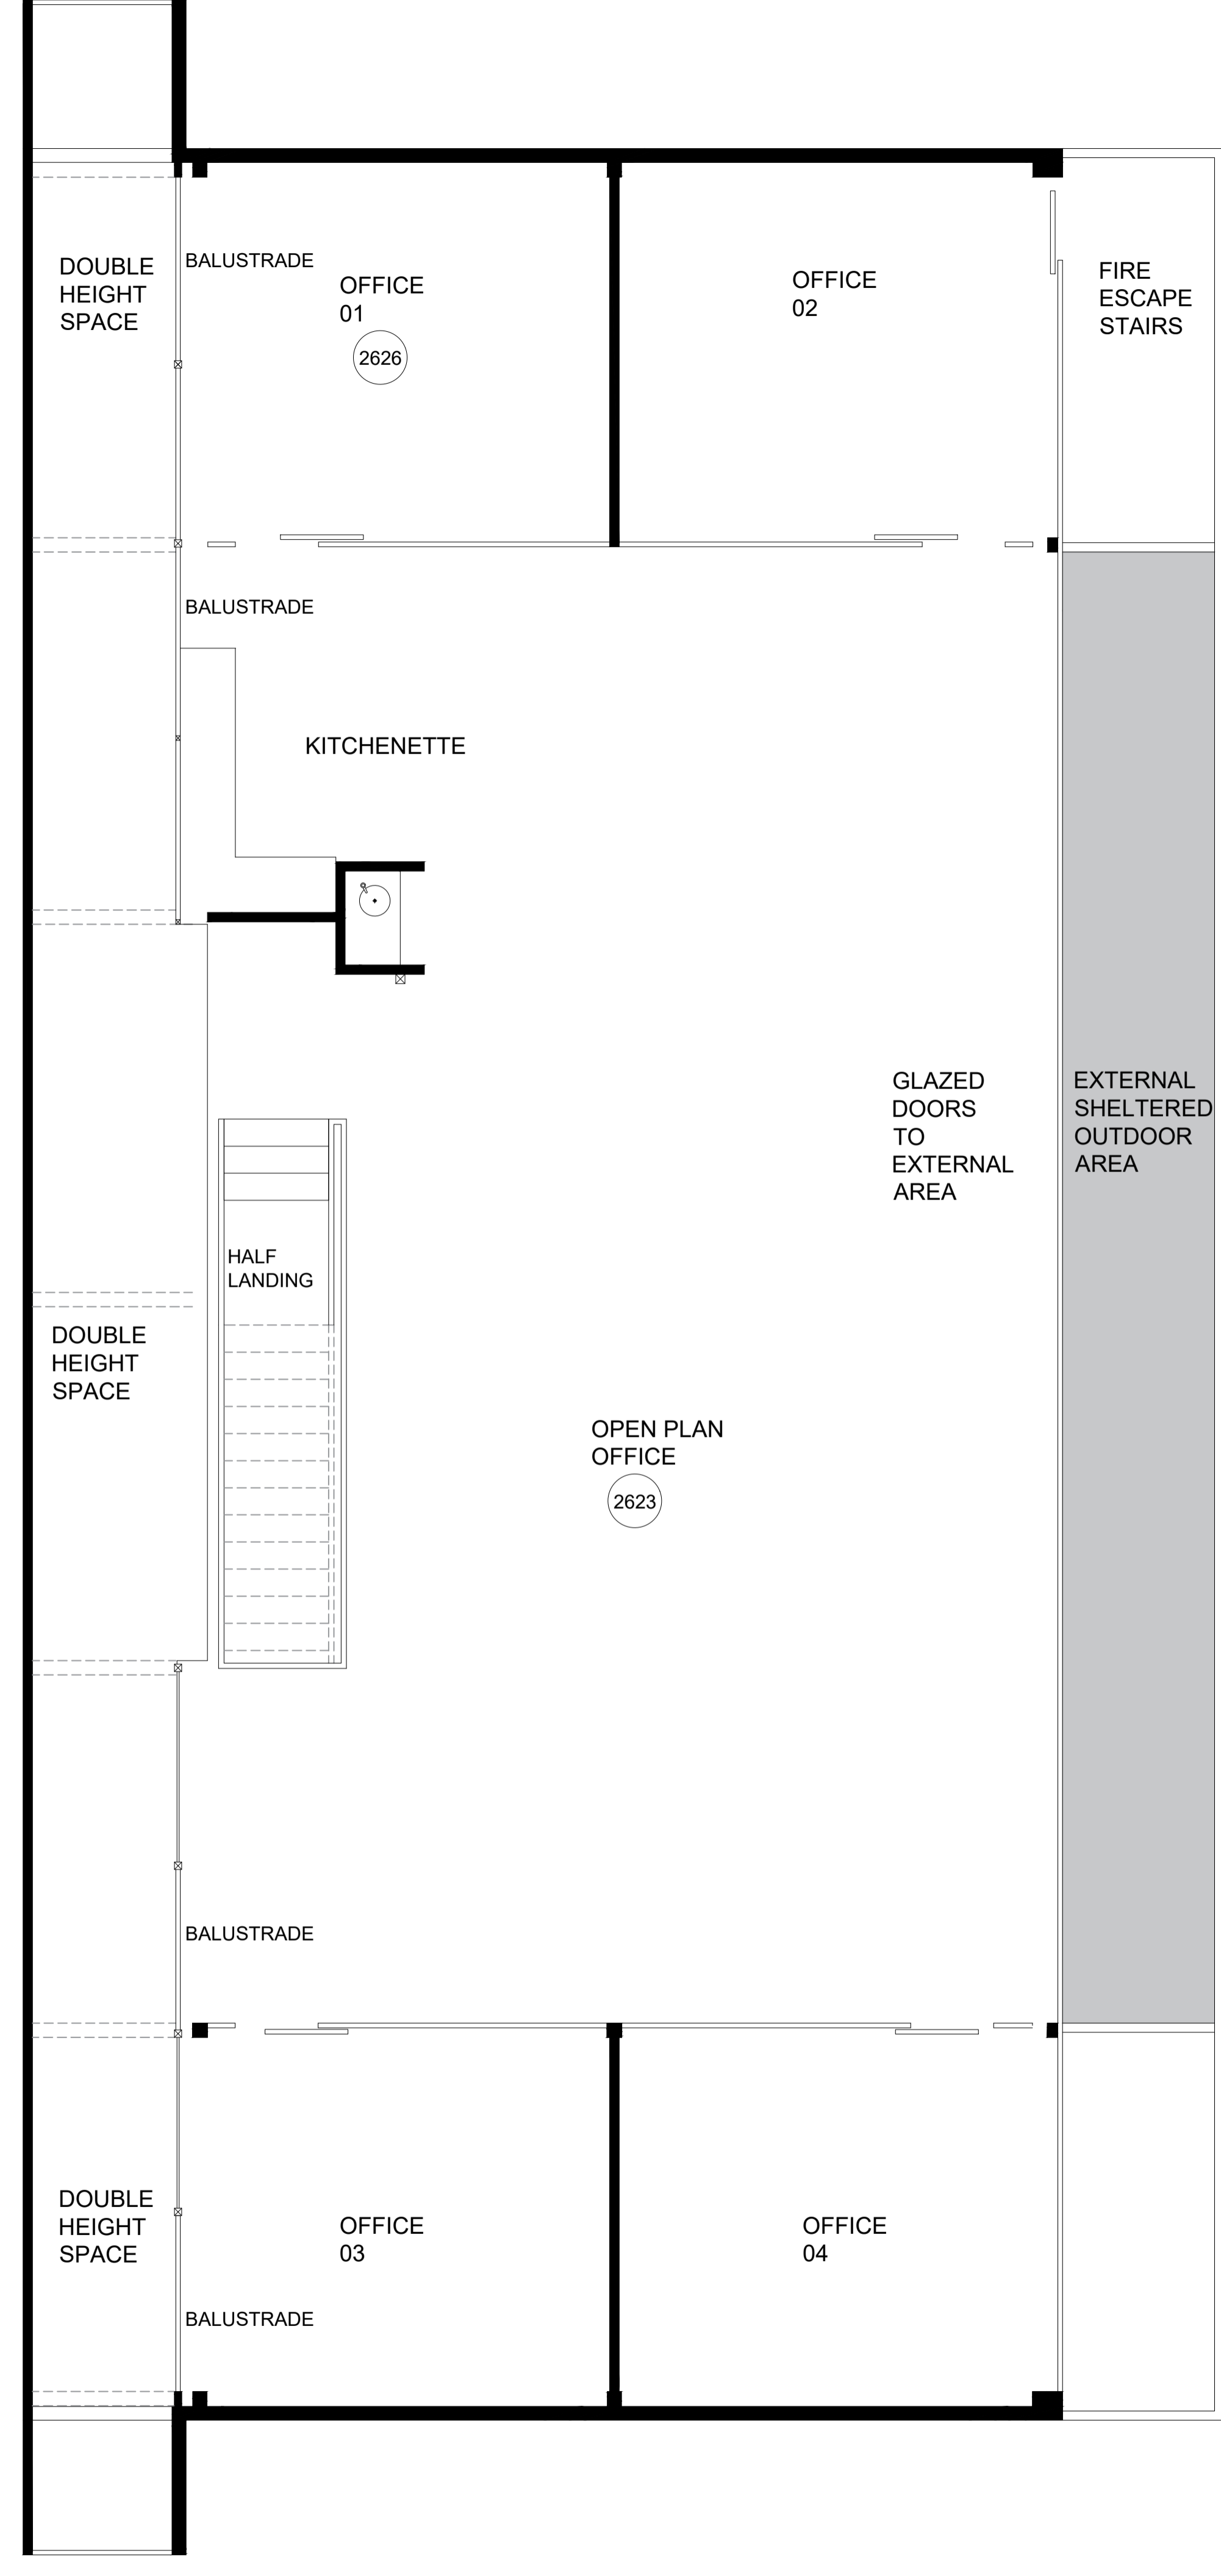 DOUBLE
HEIGHT
SPACE
BALUSTRADE
OFFICE
01
2626
OFFICE
02
FIRE
ESCAPE
STAIRS
BALUSTRADE
KITCHENETTE
GLAZED
DOORS
TO
EXTERNAL
AREA
EXTERNAL
SHELTERED
OUTDOOR
AREA
HALF
LANDING
DOUBLE
HEIGHT
SPACE
OPEN PLAN
OFFICE
2623
BALUSTRADE
DOUBLE
HEIGHT
SPACE
OFFICE
03
OFFICE
04
BALUSTRADE